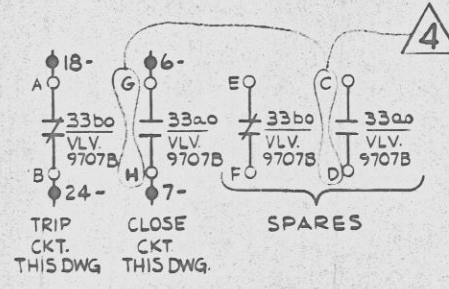 4
18-
6-
A
G
E
C
33bo
VLV.
9707B
33ao
VLV.
9707B
33bo
VLV.
9707B
33ao
VLV.
9707B
B
H
F
D
24-
7-
TRIP
CKT.
THIS DWG
CLOSE
CKT
THIS DWG.
SPARES